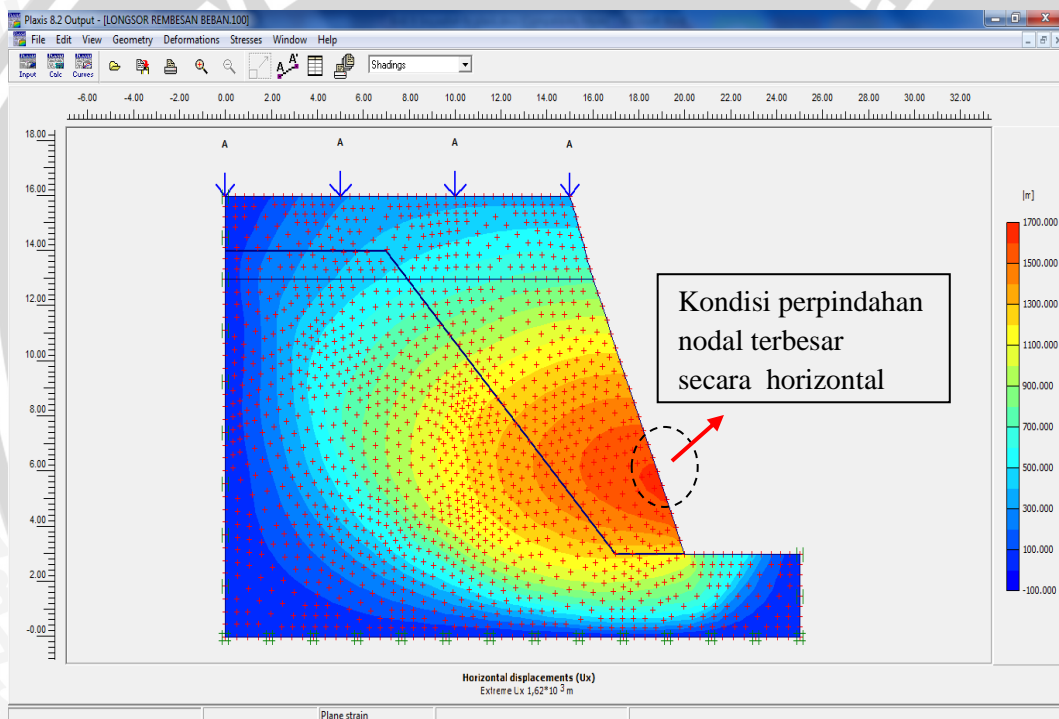 Plaxis 8.2 Output - [LONGSOR REMBESAN BEBAN.100]
File Edit View Geometry Deformations Stresses Window Help
Input Calc Curves A A' Shadings
-6.00 -4.00 -2.00 0.00 2.00 4.00 6.00 8.00 10.00 12.00 14.00 16.00 18.00 20.00 22.00 24.00 26.00 28.00 30.00 32.00
18.00
16.00
14.00
12.00
10.00
8.00
6.00
4.00
2.00
-0.00
A A A A
Kondisi perpindahan
nodal terbesar
secara horizontal
[m]
1700.000
1500.000
1300.000
1100.000
900.000
700.000
500.000
300.000
100.000
-100.000
Horizontal displacements (Ux)
Extreme Ux 1,62*10 3 m
Plane strain